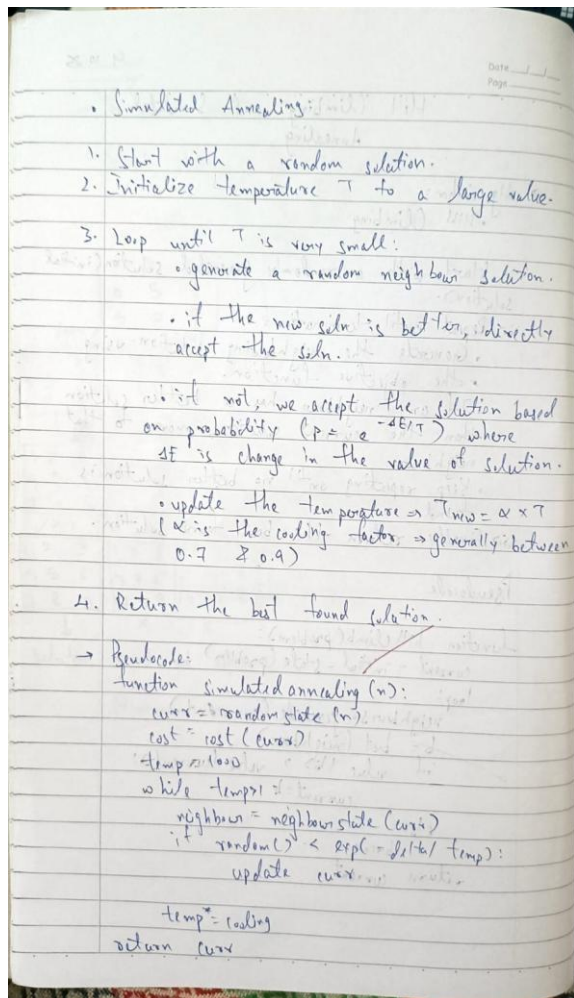 Date
Page
• Simulated Annealing:
1. Start with a random solution.
2. Initialize temperature T to a large value.
3. Loop until T is very small:
• generate a random neighbour solution.
• if the new soln is better, directly
accept the soln.
• if not, we accept the solution based
on probability (p = e^-ΔE/T) where
ΔE is change in the value of solution.
• update the temperature ⇒ Tnew = α × T
(α is the cooling factor ⇒ generally between
0.7 & 0.9)
4. Return the best found solution.
→ Pseudocode:
function simulatedannealing (n):
curr = randomstate (n)
cost = cost (curr)
temp = 1000
while temp>1:
neighbour = neighbourstate (curr)
if random() < exp(-delta/temp):
update curr
temp* = cooling
return curr